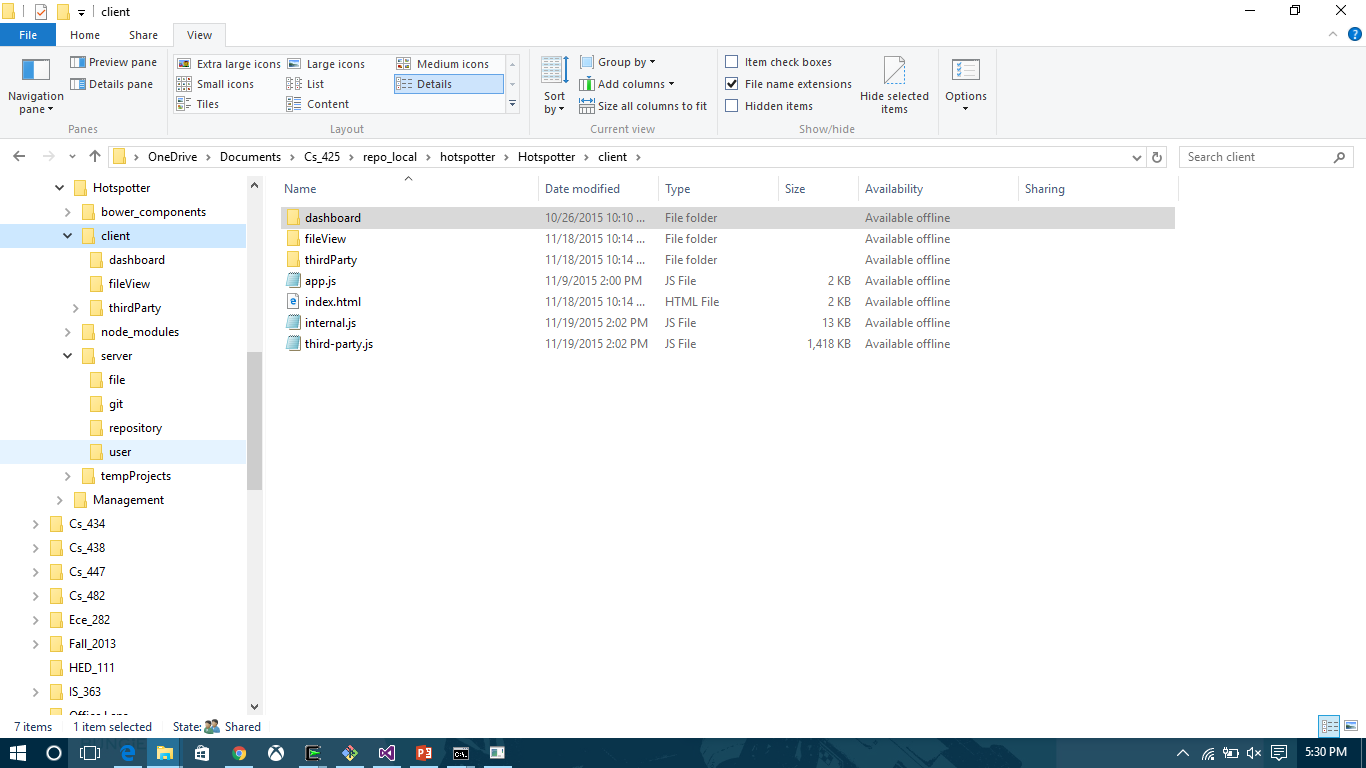 client
File Home Share View
Navigation pane
Preview pane
Details pane
Panes
Extra large icons Large icons Medium icons
Small icons List Details
Tiles Content
Layout
Sort by
Group by
Add columns
Size all columns to fit
Current view
Item check boxes
File name extensions
Hidden items
Hide selected items
Show/hide
Options
OneDrive Documents Cs_425 repo_local hotspotter Hotspotter client
Search client
Hotspotter
bower_components
client
dashboard
fileView
thirdParty
node_modules
server
file
git
repository
user
tempProjects
Management
Cs_434
Cs_438
Cs_447
Cs_482
Ece_282
Fall_2013
HED_111
IS_363
Name Date modified Type Size Availability Sharing
dashboard 10/26/2015 10:10 ... File folder Available offline
fileView 11/18/2015 10:14 ... File folder Available offline
thirdParty 11/18/2015 10:14 ... File folder Available offline
app.js 11/9/2015 2:00 PM JS File 2 KB Available offline
index.html 11/18/2015 10:14 ... HTML File 2 KB Available offline
internal.js 11/19/2015 2:02 PM JS File 13 KB Available offline
third-party.js 11/19/2015 2:02 PM JS File 1,418 KB Available offline
7 items 1 item selected State: Shared
5:30 PM